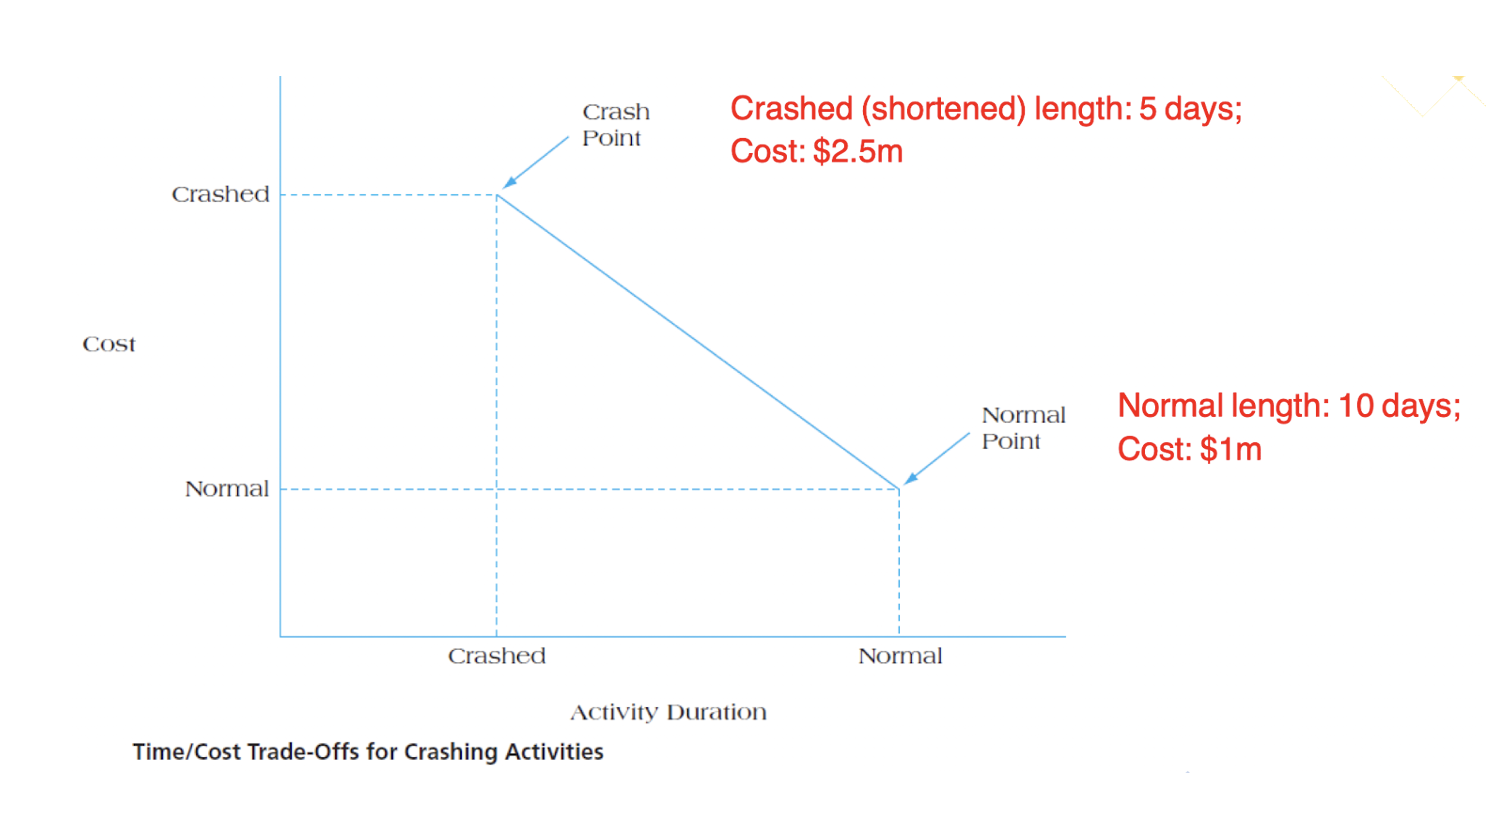 Crash
Point
Crashed (shortened) length: 5 days;
Cost: $2.5m
Crashed
Cost
Normal
Point
Normal length: 10 days;
Cost: $1m
Normal
Crashed
Normal
Activity Duration
Time/Cost Trade-Offs for Crashing Activities